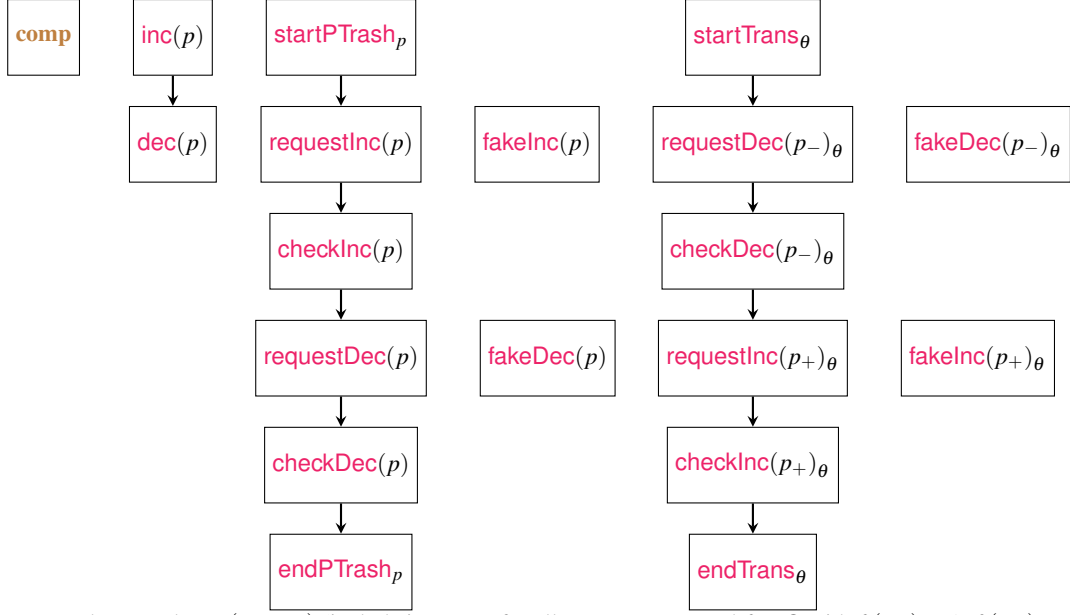 comp inc(p) startPTrash_p startTrans_θ
dec(p) requestInc(p) fakeInc(p) requestDec(p_−)_θ fakeDec(p_−)_θ
checkInc(p) checkDec(p_−)_θ
requestDec(p) fakeDec(p) requestInc(p_+)_θ fakeInc(p_+)_θ
checkDec(p) checkInc(p_+)_θ
endPTrash_p endTrans_θ